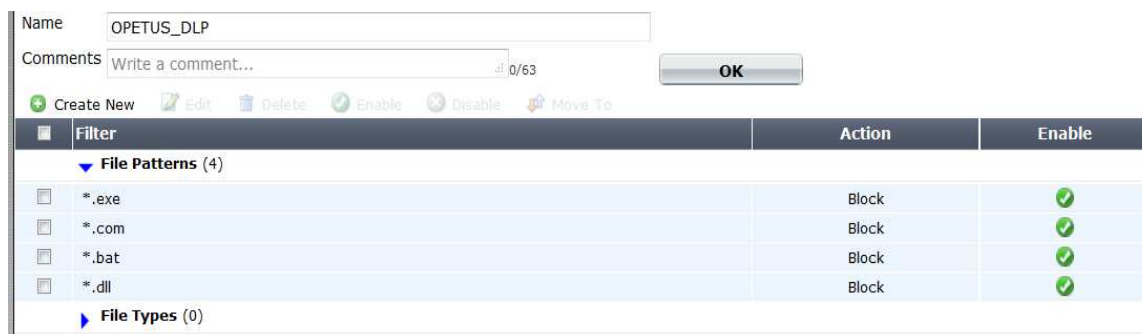 Name OPETUS_DLP
Comments Write a comment... 0/63 OK
Create New Edit Delete Enable Disable Move To
Filter Action Enable
File Patterns (4)
*.exe Block
*.com Block
*.bat Block
*.dll Block
File Types (0)